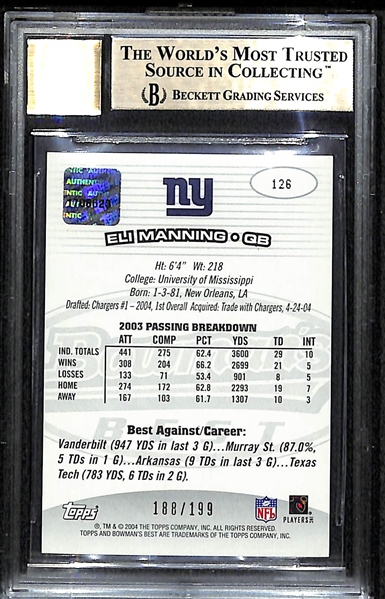 THE WORLD'S MOST TRUSTED
SOURCE IN COLLECTING™
(B) BECKETT GRADING SERVICES
AUTHENTIC
ny
126
ELI MANNING • QB
Ht: 6'4" Wt: 218
College: University of Mississippi
Born: 1-3-81, New Orleans, LA
Drafted: Chargers #1 – 2004, 1st Overall Acquired: Trade with Chargers, 4-24-04
2003 PASSING BREAKDOWN
ATT COMP PCT YDS TD INT
IND. TOTALS 441 275 62.4 3600 29 10
WINS 308 204 66.2 2699 21 5
LOSSES 133 71 53.4 901 8 5
HOME 274 172 62.8 2293 19 7
AWAY 167 103 61.7 1307 10 3
Bowman's
BEST
Best Against/Career:
Vanderbilt (947 YDS in last 3 G)...Murray St. (87.0%,
5 TDs in 1 G)...Arkansas (9 TDs in last 3 G)...Texas
Tech (783 YDS, 6 TDs in 2 G).
Topps 188/199 NFL PLAYERS
®, TM & © 2004 THE TOPPS COMPANY, INC. ALL RIGHTS RESERVED.
TOPPS AND BOWMAN'S BEST ARE TRADEMARKS OF THE TOPPS COMPANY, INC.